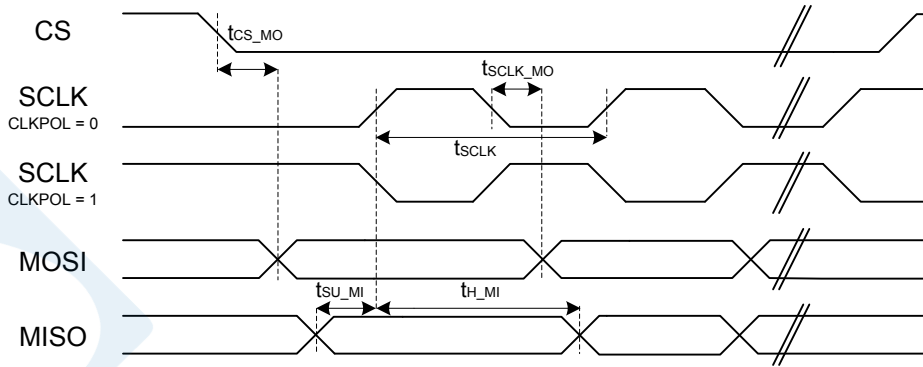 CS
tCS_MO
SCLK
CLKPOL = 0
tSCLK_MO
tSCLK
SCLK
CLKPOL = 1
MOSI
tSU_MI
tH_MI
MISO